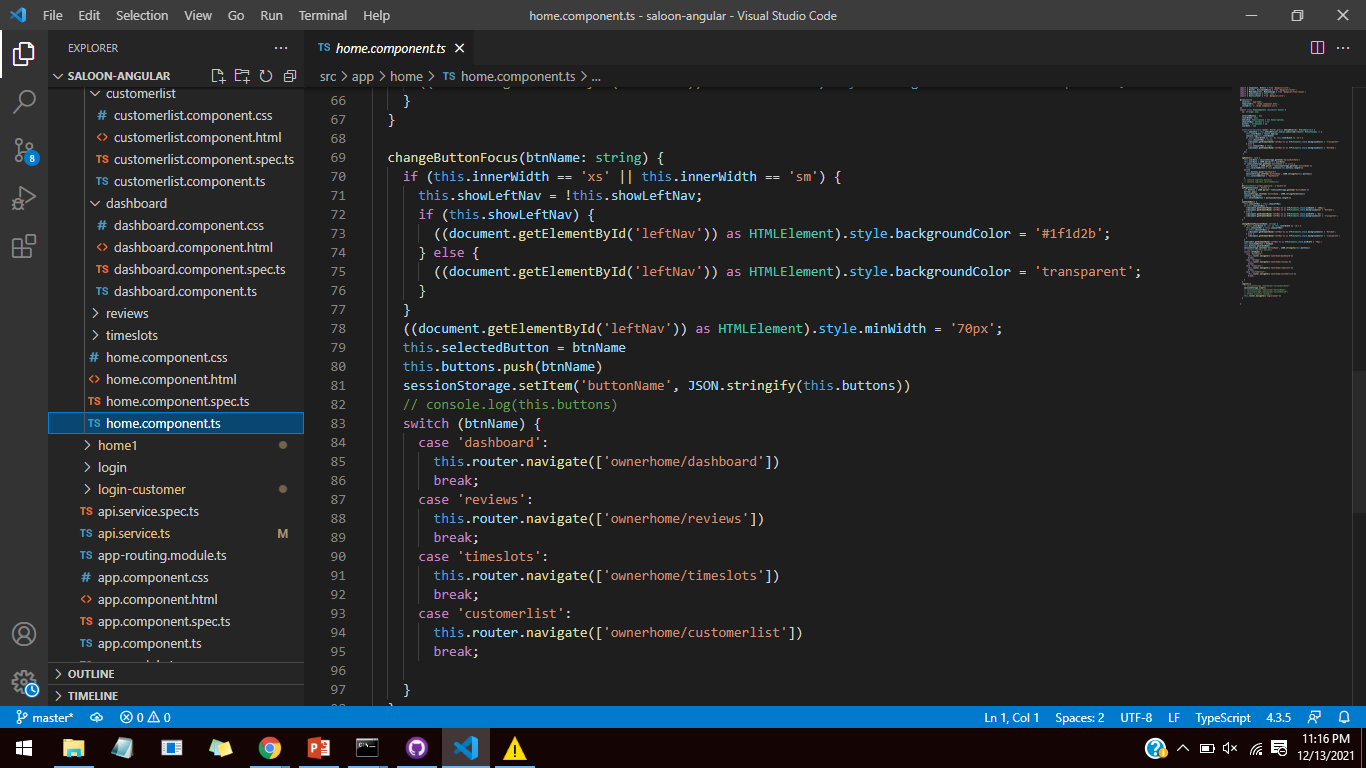 File Edit Selection View Go Run Terminal Help
home.component.ts - saloon-angular - Visual Studio Code
EXPLORER
SALOON-ANGULAR
customerlist
# customerlist.component.css
<> customerlist.component.html
TS customerlist.component.spec.ts
TS customerlist.component.ts
dashboard
# dashboard.component.css
<> dashboard.component.html
TS dashboard.component.spec.ts
TS dashboard.component.ts
reviews
timeslots
# home.component.css
<> home.component.html
TS home.component.spec.ts
TS home.component.ts
home1
login
login-customer
TS api.service.spec.ts
TS api.service.ts M
TS app-routing.module.ts
# app.component.css
<> app.component.html
TS app.component.spec.ts
TS app.component.ts
OUTLINE
TIMELINE
8
TS home.component.ts
src > app > home > TS home.component.ts > ...
66 }
67 }
68
69 changeButtonFocus(btnName: string) {
70 if (this.innerWidth == 'xs' || this.innerWidth == 'sm') {
71 this.showLeftNav = !this.showLeftNav;
72 if (this.showLeftNav) {
73 ((document.getElementById('leftNav')) as HTMLElement).style.backgroundColor = '#1f1d2b';
74 } else {
75 ((document.getElementById('leftNav')) as HTMLElement).style.backgroundColor = 'transparent';
76 }
77 }
78 ((document.getElementById('leftNav')) as HTMLElement).style.minWidth = '70px';
79 this.selectedButton = btnName
80 this.buttons.push(btnName)
81 sessionStorage.setItem('buttonName', JSON.stringify(this.buttons))
82 // console.log(this.buttons)
83 switch (btnName) {
84 case 'dashboard':
85 this.router.navigate(['ownerhome/dashboard'])
86 break;
87 case 'reviews':
88 this.router.navigate(['ownerhome/reviews'])
89 break;
90 case 'timeslots':
91 this.router.navigate(['ownerhome/timeslots'])
92 break;
93 case 'customerlist':
94 this.router.navigate(['ownerhome/customerlist'])
95 break;
96
97 }
master* 0 0 Ln 1, Col 1 Spaces: 2 UTF-8 LF TypeScript 4.3.5
11:16 PM
12/13/2021